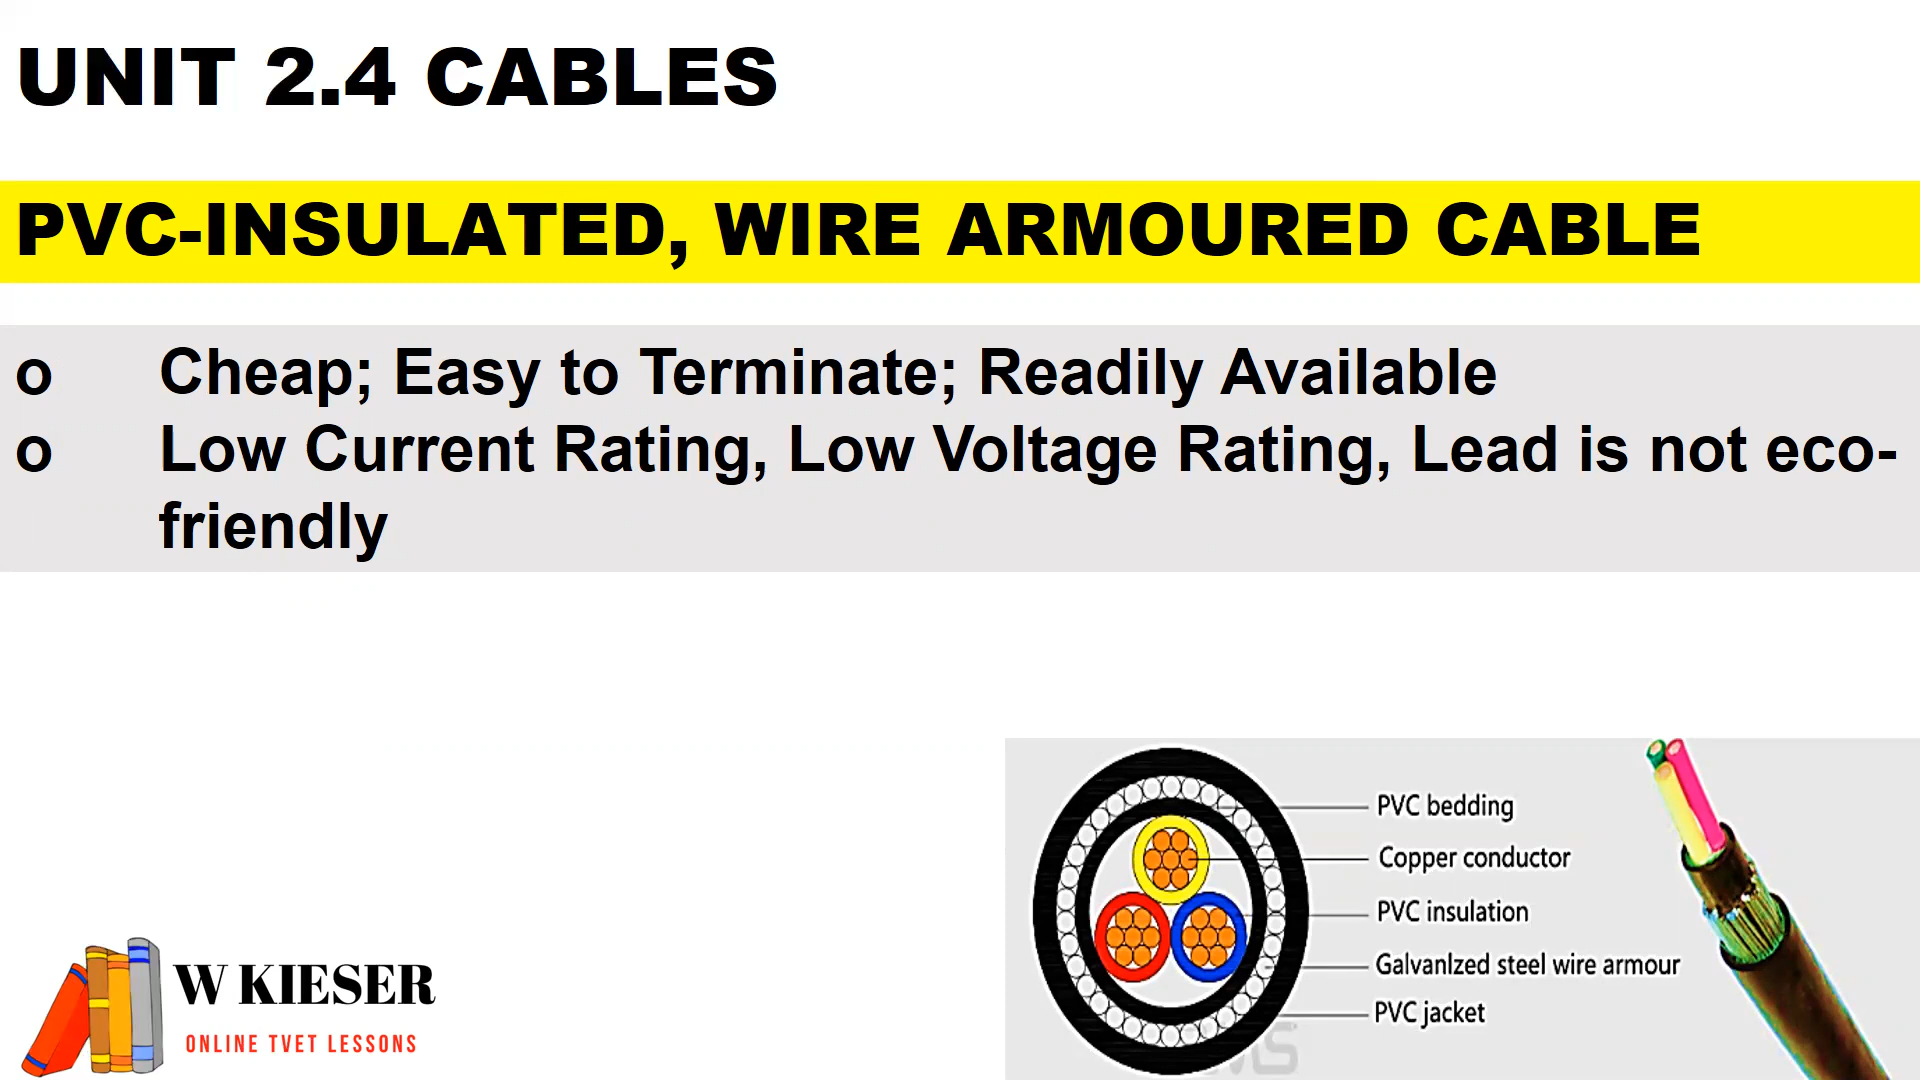 UNIT 2.4 CABLES
PVC-INSULATED, WIRE ARMOURED CABLE
o Cheap; Easy to Terminate; Readily Available
o Low Current Rating, Low Voltage Rating, Lead is not eco-
friendly
PVC bedding
Copper conductor
PVC insulation
GalvanIzed steel wire armour
PVC jacket
W KIESER
ONLINE TVET LESSONS